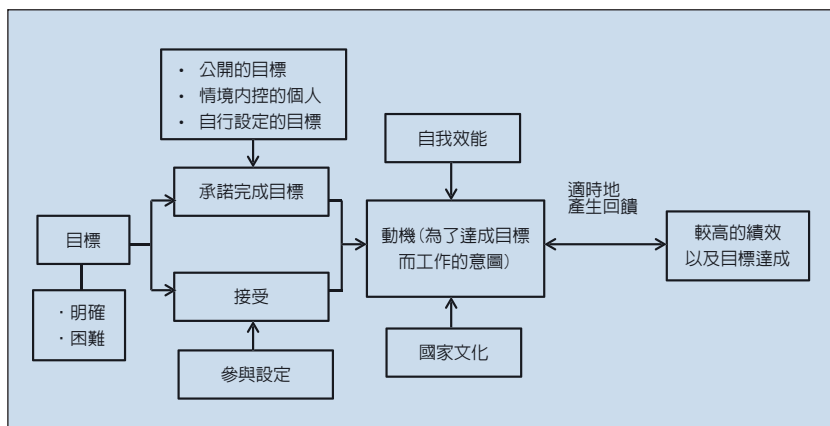 · 公開的目標
· 情境內控的個人
· 自行設定的目標
自我效能
適時地
產生回饋
承諾完成目標
目標
動機(為了達成目標
而工作的意圖)
較高的績效
以及目標達成
接受
·明確
·困難
國家文化
參與設定